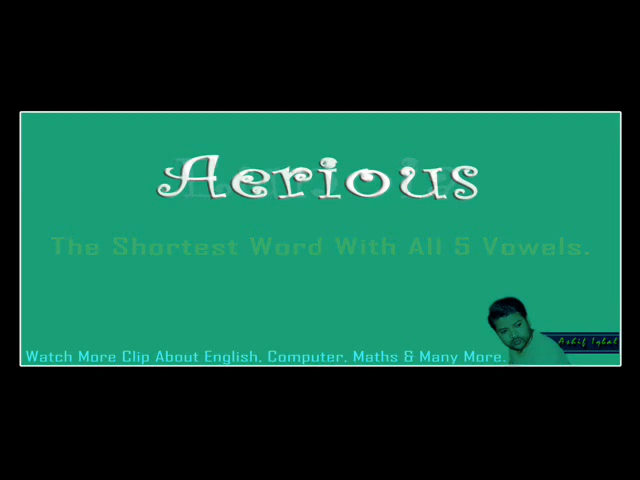 Aerious
The Shortest Word With All 5 Vowels.
Ashif Iqbal
Watch More Clip About English, Computer, Maths & Many More.